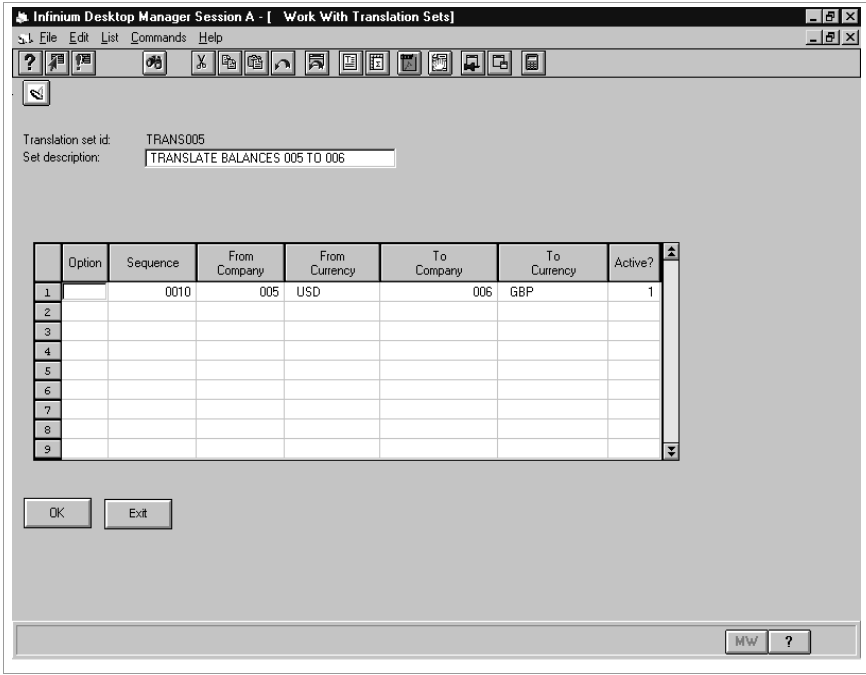 Infinium Desktop Manager Session A - [ Work With Translation Sets]
File Edit List Commands Help
Translation set id: TRANS005
Set description: TRANSLATE BALANCES 005 TO 006
Option Sequence From Company From Currency To Company To Currency Active?
1 0010 005 USD 006 GBP 1
2
3
4
5
6
7
8
9
OK Exit
MW ?